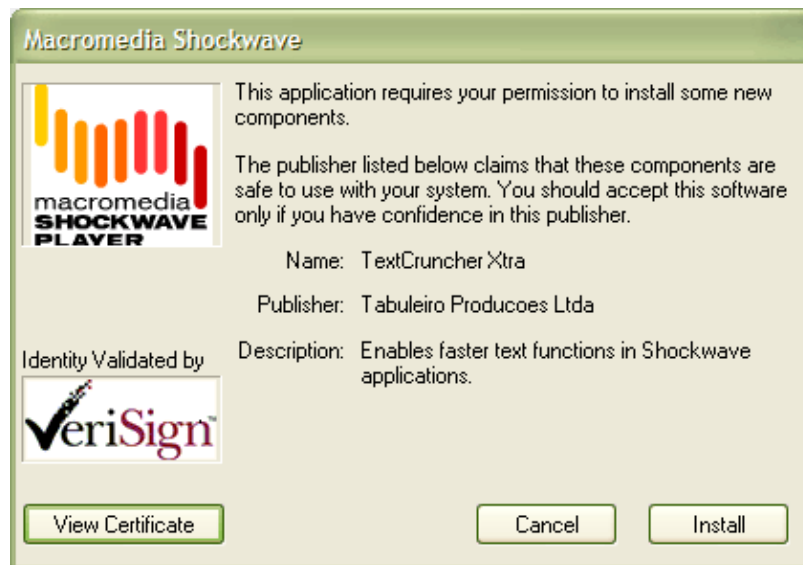 Macromedia Shockwave
macromedia
SHOCKWAVE
PLAYER
This application requires your permission to install some new
components.
The publisher listed below claims that these components are
safe to use with your system. You should accept this software
only if you have confidence in this publisher.
Name: TextCruncher Xtra
Publisher: Tabuleiro Producoes Ltda
Identity Validated by
VeriSign
Description: Enables faster text functions in Shockwave
applications.
View Certificate
Cancel
Install